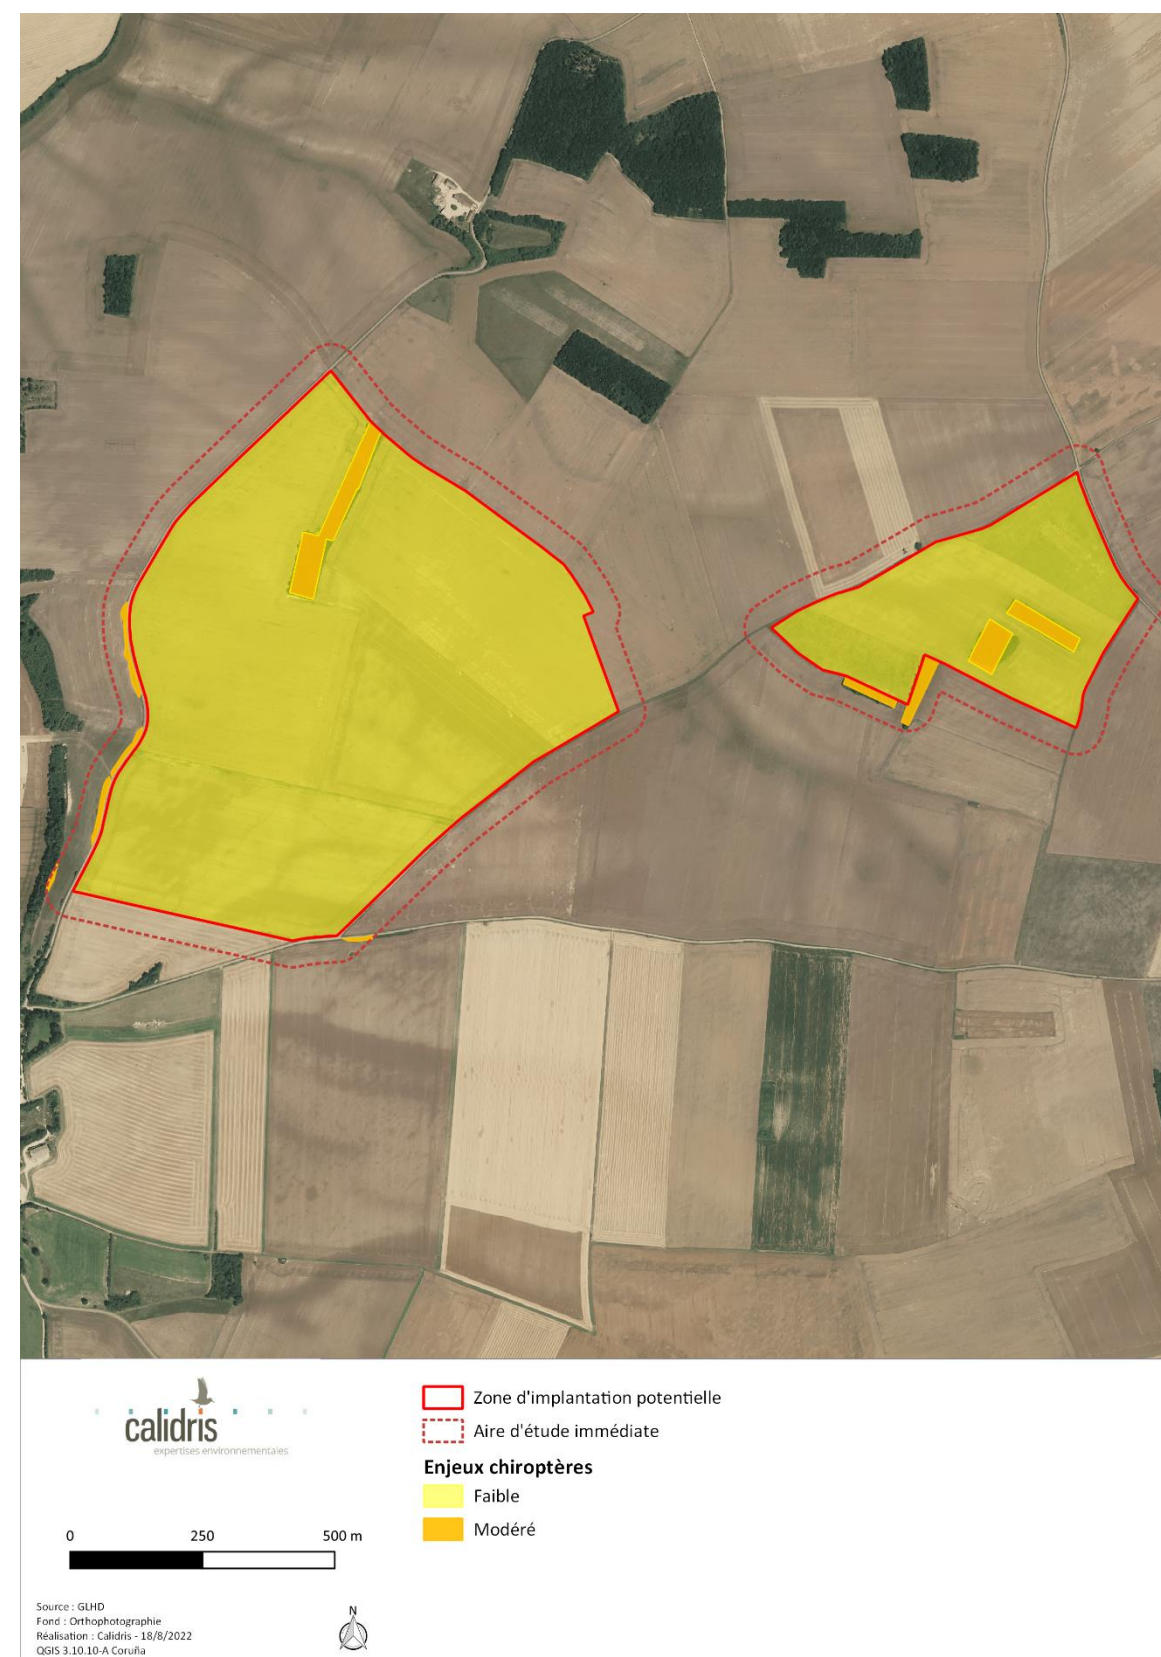 calidris
expertises environnementales
Zone d'implantation potentielle
Aire d'étude immédiate
Enjeux chiroptères
Faible
Modéré
0 250 500 m
Source : GLHD
Fond : Orthophotographie
Réalisation : Calidris - 18/8/2022
QGIS 3.10.10-A Coruña
N